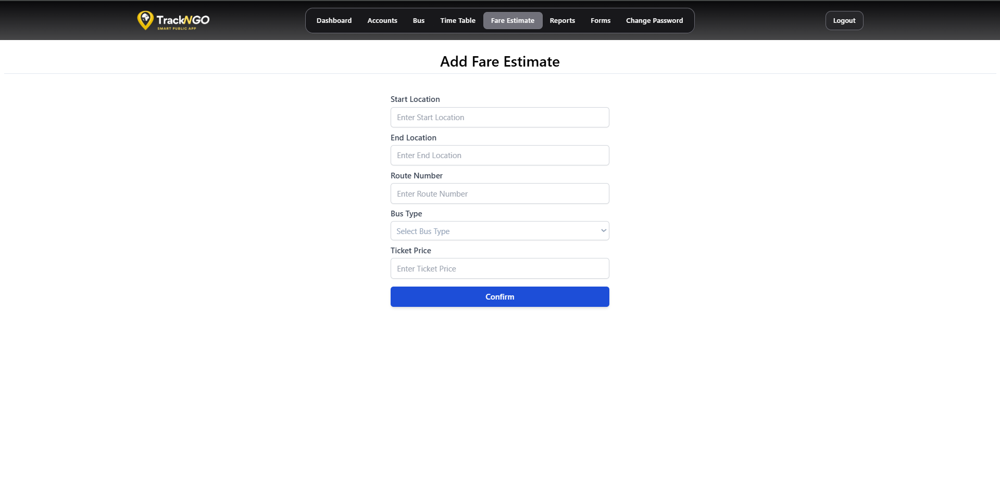 TrackNGO
SMART PUBLIC APP
Dashboard Accounts Bus Time Table Fare Estimate Reports Forms Change Password
Logout
Add Fare Estimate
Start Location
Enter Start Location
End Location
Enter End Location
Route Number
Enter Route Number
Bus Type
Select Bus Type
Ticket Price
Enter Ticket Price
Confirm